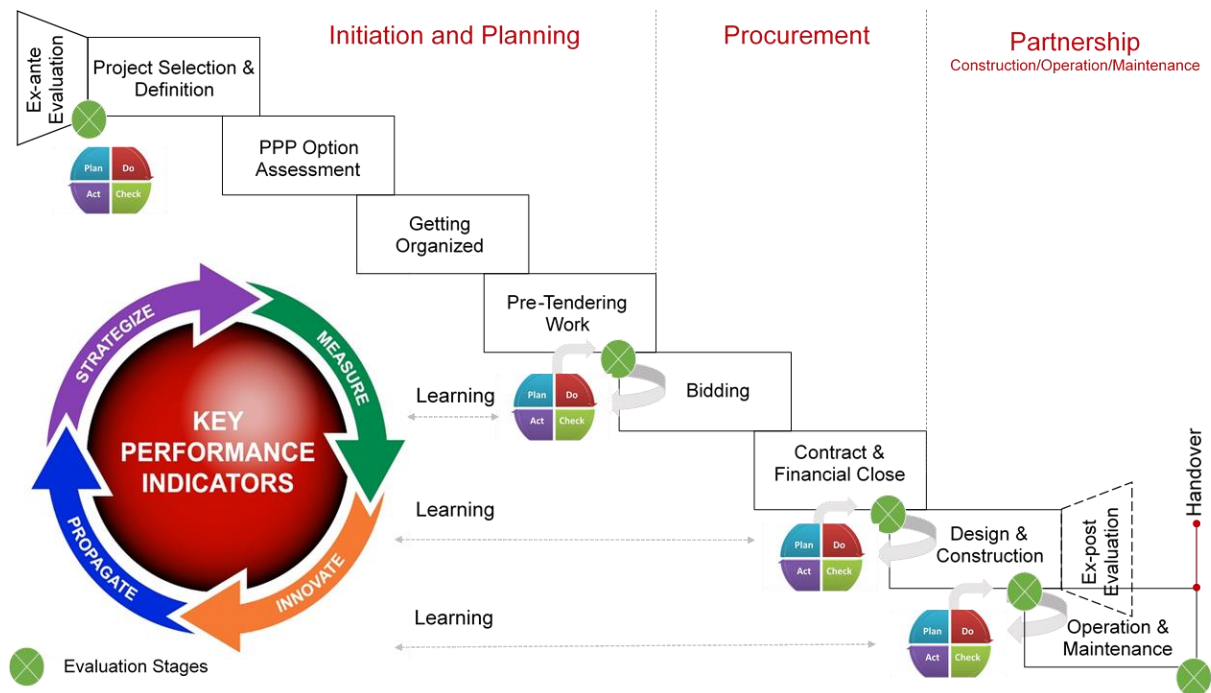 Initiation and Planning
Procurement
Partnership
Construction/Operation/Maintenance
Ex-ante
Evaluation
Project Selection &
Definition
Plan
Do
Act
Check
PPP Option
Assessment
Getting
Organized
Pre-Tendering
Work
STRATEGIZE
MEASURE
INNOVATE
PROPAGATE
KEY
PERFORMANCE
INDICATORS
Learning
Plan
Do
Act
Check
Bidding
Contract &
Financial Close
Learning
Plan
Do
Act
Check
Design &
Construction
Ex-post
Evaluation
Handover
Learning
Plan
Do
Act
Check
Operation &
Maintenance
Evaluation Stages